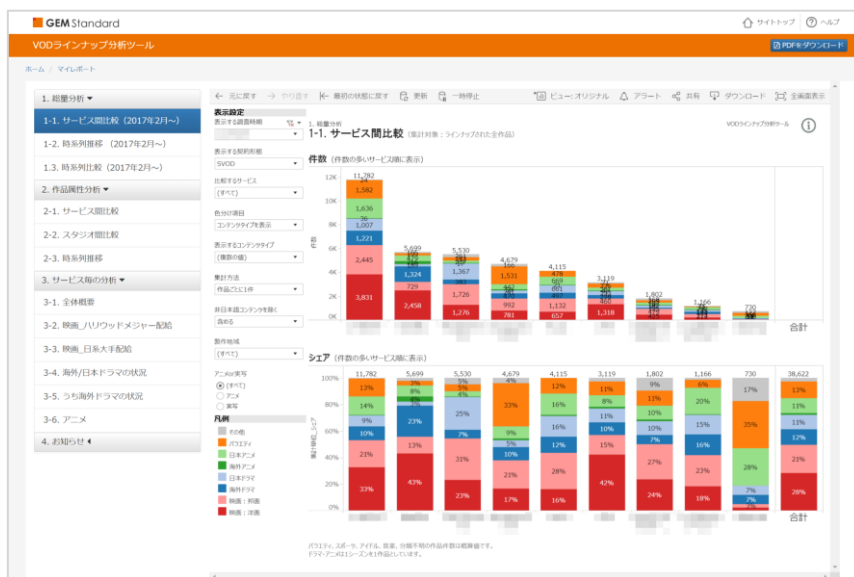 GEM Standard
サイトトップ ヘルプ
VODラインナップ分析ツール
PDFをダウンロード
ホーム / マイレポート
1. 総量分析
1-1. サービス間比較（2017年2月～）
1-2. 時系列推移 （2017年2月～）
1.3. 時系列比較（2017年2月～）
2. 作品属性分析
2-1. サービス間比較
2-2. スタジオ間比較
2-3. 時系列推移
3. サービス毎の分析
3-1. 全体概要
3-2. 映画_ハリウッドメジャー配給
3-3. 映画_日系大手配給
3-4. 海外/日本ドラマの状況
3-5. うち海外ドラマの状況
3-6. アニメ
4. お知らせ
元に戻す やり直す 最初の状態に戻す 更新 一時停止
ビュー: オリジナル アラート 共有 ダウンロード 全画面表示
表示設定
表示する調査時期
表示する契約形態
SVOD
比較するサービス
(すべて)
色分け項目
コンテンツタイプを表示
表示するコンテンツタイプ
(複数の値)
集計方法
作品ごとに1件
非日本語コンテンツを除く
含める
製作地域
(すべて)
アニメor実写
(すべて)
アニメ
実写
凡例
その他
バラエティ
日本アニメ
海外アニメ
日本ドラマ
海外ドラマ
映画：邦画
映画：洋画
1. 総量分析
1-1. サービス間比較（集計対象：ラインナップされた全作品）
VODラインナップ分析ツール
件数（件数の多いサービス順に表示）
件数
12K
10K
8K
6K
4K
2K
0K
11,782 5,699 5,530 4,679 4,115 3,119 1,802 1,166 730
1,582
1,636
1,007
1,221
2,445
3,831
1,324
729
2,458
1,367
1,726
1,276
1,531
992
781
1,132
657
1,318
合計
シェア（件数の多いサービス順に表示）
11,782 5,699 5,530 4,679 4,115 3,119 1,802 1,166 730 38,622
100%
80%
60%
40%
20%
0%
13% 14% 9% 10% 21% 33%
23% 13% 43%
25% 7% 31% 23%
4% 33% 9% 5% 10% 21% 17%
12% 16% 16% 12% 28% 16%
11% 8% 11% 10% 15% 42%
9% 11% 10% 10% 7% 27% 24%
6% 20% 15% 16% 23% 18%
17% 35% 28% 7% 7%
13% 11% 11% 12% 21% 28%
合計
バラエティ、スポーツ、アイドル、音楽、分類不明の作品件数は概算値です。
ドラマ・アニメは1シーズンを1作品としています。